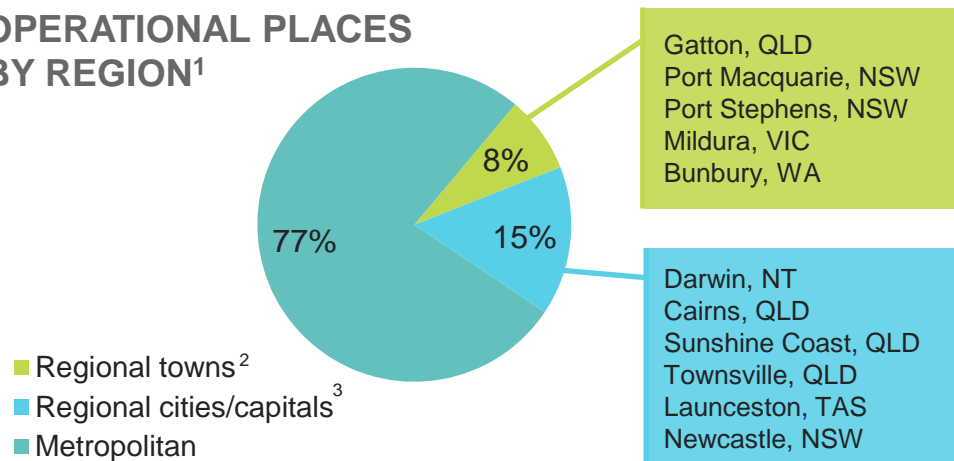 OPERATIONAL PLACES
BY REGION¹
8%
15%
77%
Gatton, QLD
Port Macquarie, NSW
Port Stephens, NSW
Mildura, VIC
Bunbury, WA
Darwin, NT
Cairns, QLD
Sunshine Coast, QLD
Townsville, QLD
Launceston, TAS
Newcastle, NSW
Regional towns²
Regional cities/capitals³
Metropolitan